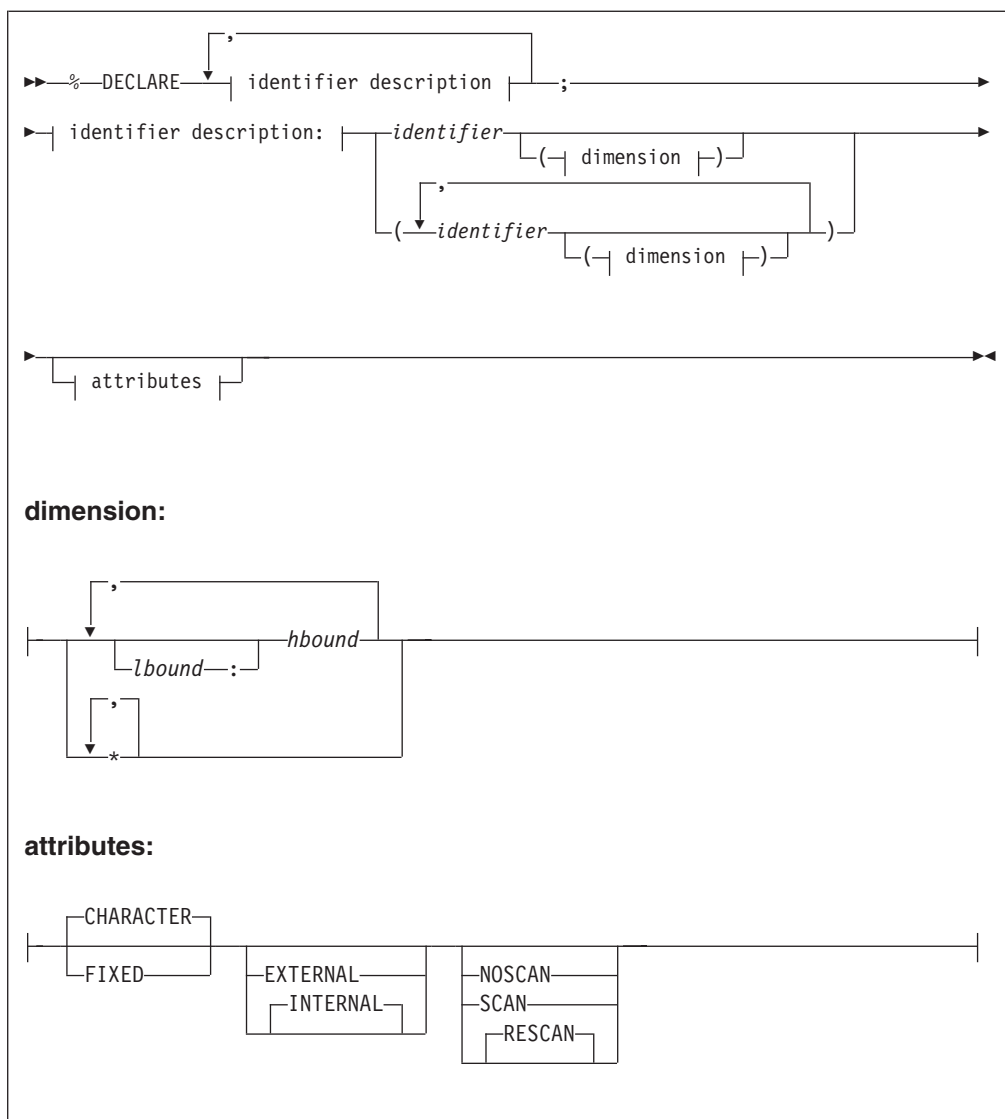 ,
% DECLARE identifier description ;
identifier description: identifier
( dimension )
,
( identifier )
( dimension )
attributes
dimension:
,
hbound
lbound :
,
*
attributes:
CHARACTER
FIXED
EXTERNAL
INTERNAL
NOSCAN
SCAN
RESCAN